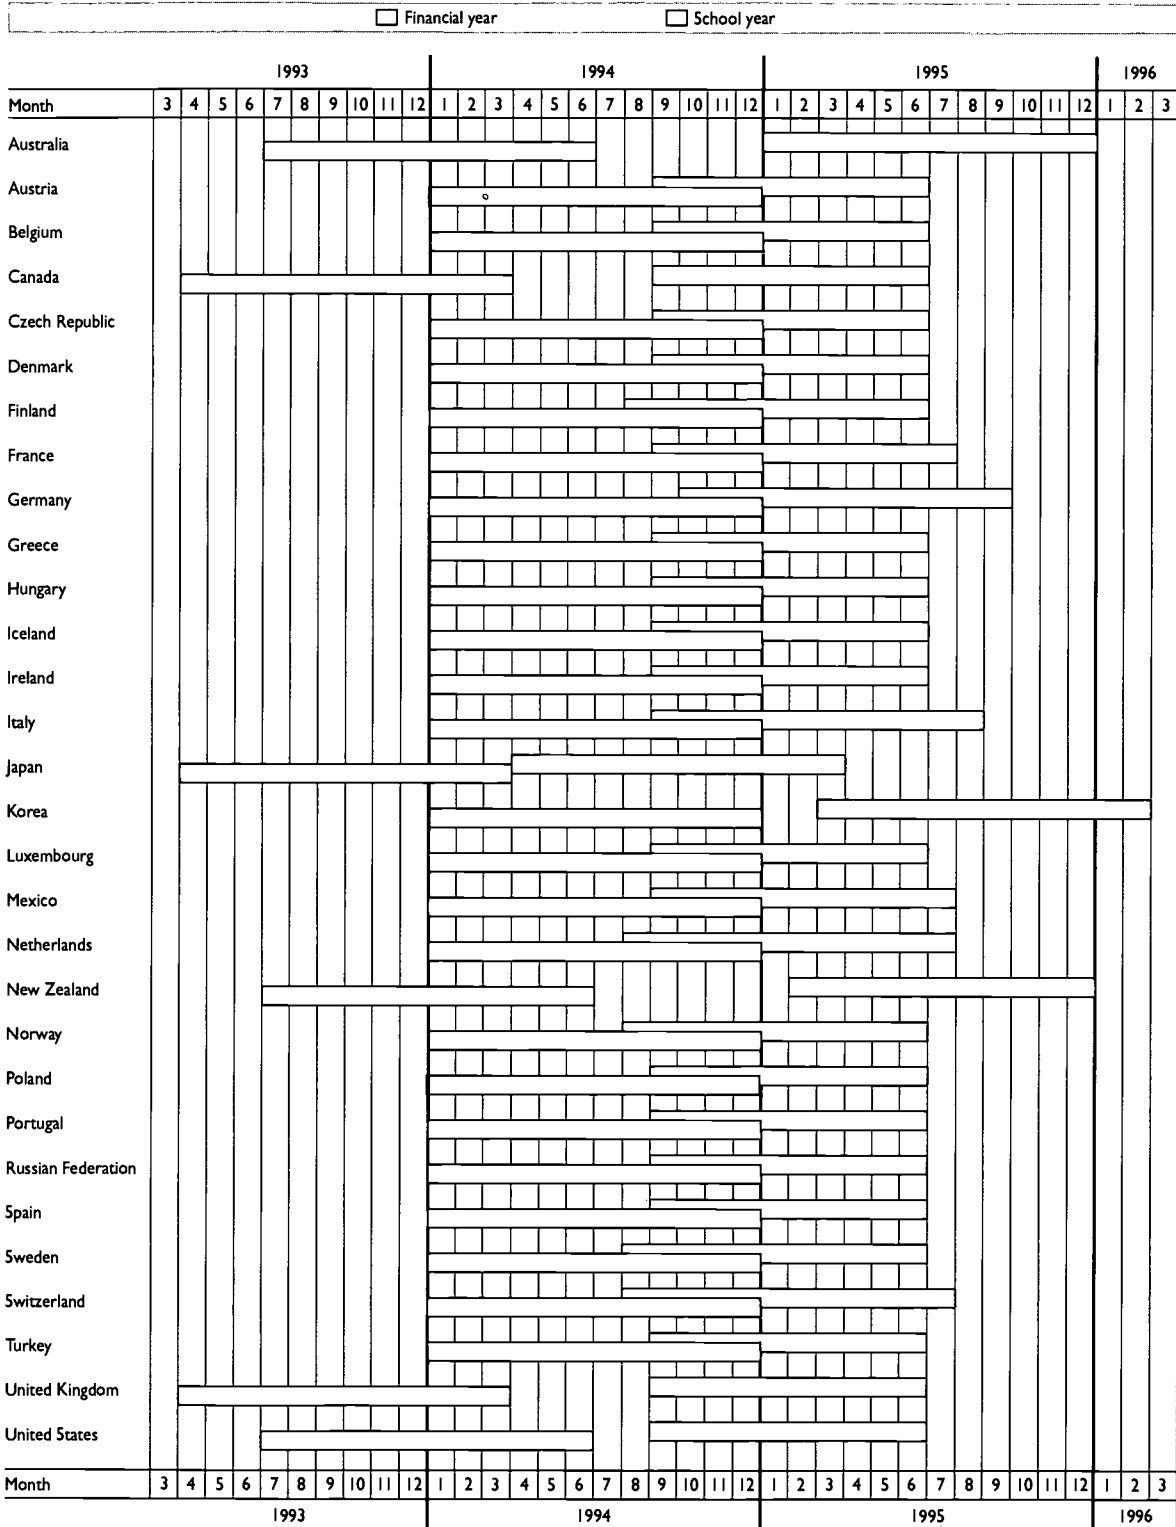 Financial year School year
1993 1994 1995 1996
Month 3 4 5 6 7 8 9 10 11 12 1 2 3 4 5 6 7 8 9 10 11 12 1 2 3 4 5 6 7 8 9 10 11 12 1 2 3
Australia
Austria
Belgium
Canada
Czech Republic
Denmark
Finland
France
Germany
Greece
Hungary
Iceland
Ireland
Italy
Japan
Korea
Luxembourg
Mexico
Netherlands
New Zealand
Norway
Poland
Portugal
Russian Federation
Spain
Sweden
Switzerland
Turkey
United Kingdom
United States
Month 3 4 5 6 7 8 9 10 11 12 1 2 3 4 5 6 7 8 9 10 11 12 1 2 3 4 5 6 7 8 9 10 11 12 1 2 3
1993 1994 1995 1996